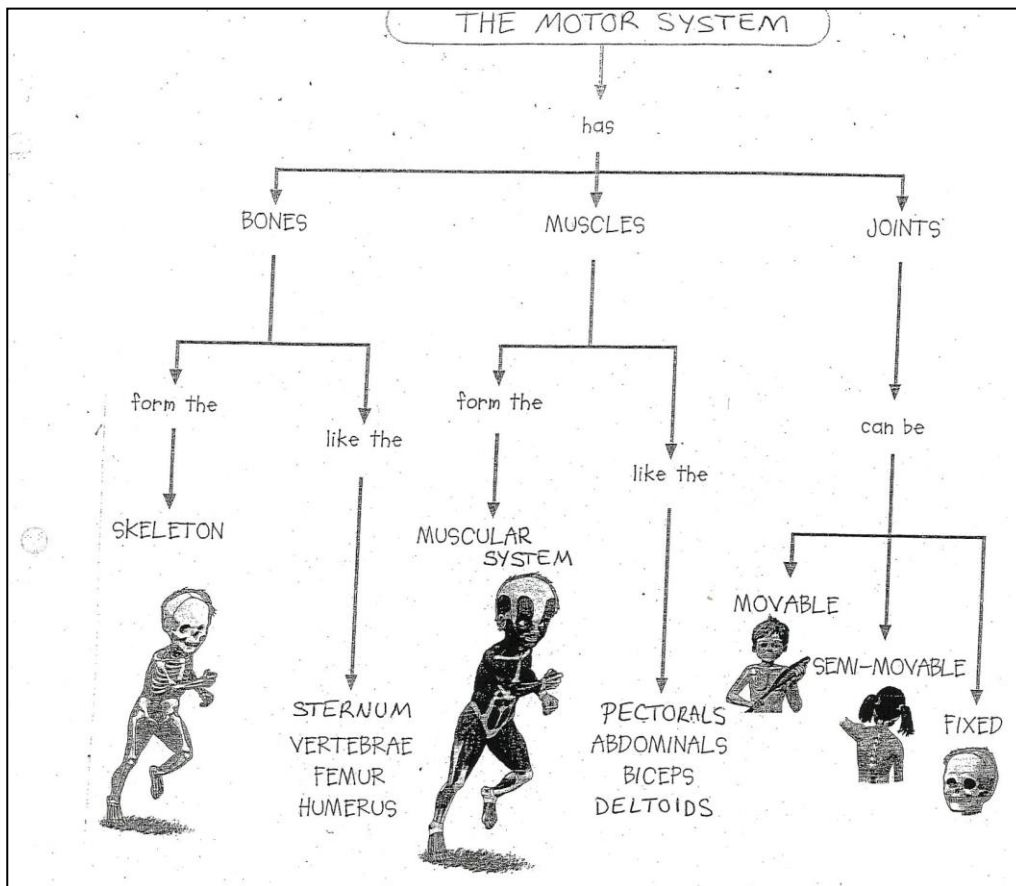 THE MOTOR SYSTEM
has
BONES
MUSCLES
JOINTS
form the
like the
form the
like the
can be
SKELETON
MUSCULAR
SYSTEM
MOVABLE
SEMI-MOVABLE
FIXED
STERNUM
VERTEBRAE
FEMUR
HUMERUS
PECTORALS
ABDOMINALS
BICEPS
DELTOIDS